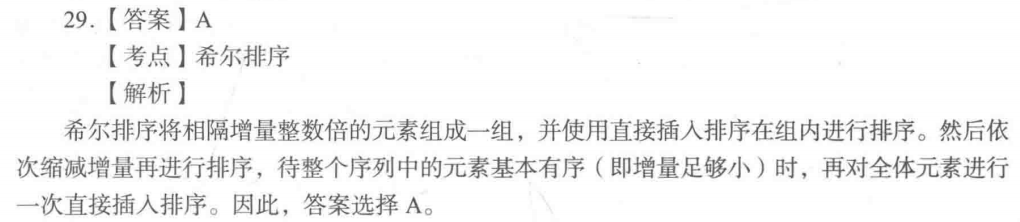 29.【答案】A
【考点】希尔排序
【解析】
希尔排序将相隔增量整数倍的元素组成一组，并使用直接插入排序在组内进行排序。然后依
次缩减增量再进行排序，待整个序列中的元素基本有序（即增量足够小）时，再对全体元素进行
一次直接插入排序。因此，答案选择 A。